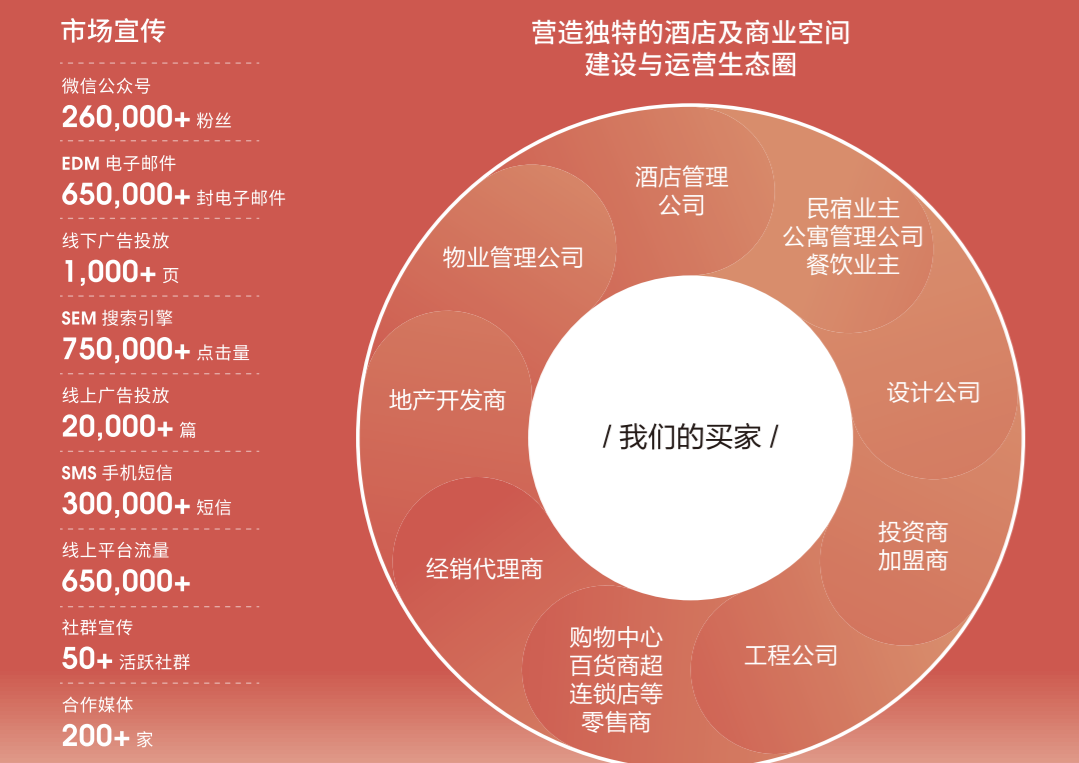 市场宣传
微信公众号
260,000+ 粉丝
EDM 电子邮件
650,000+ 封电子邮件
线下广告投放
1,000+ 页
SEM 搜索引擎
750,000+ 点击量
线上广告投放
20,000+ 篇
SMS 手机短信
300,000+ 短信
线上平台流量
650,000+
社群宣传
50+ 活跃社群
合作媒体
200+ 家
营造独特的酒店及商业空间
建设与运营生态圈
酒店管理
公司
民宿业主
公寓管理公司
餐饮业主
设计公司
投资商
加盟商
工程公司
购物中心
百货商超
连锁店等
零售商
经销代理商
地产开发商
物业管理公司
/ 我们的买家 /